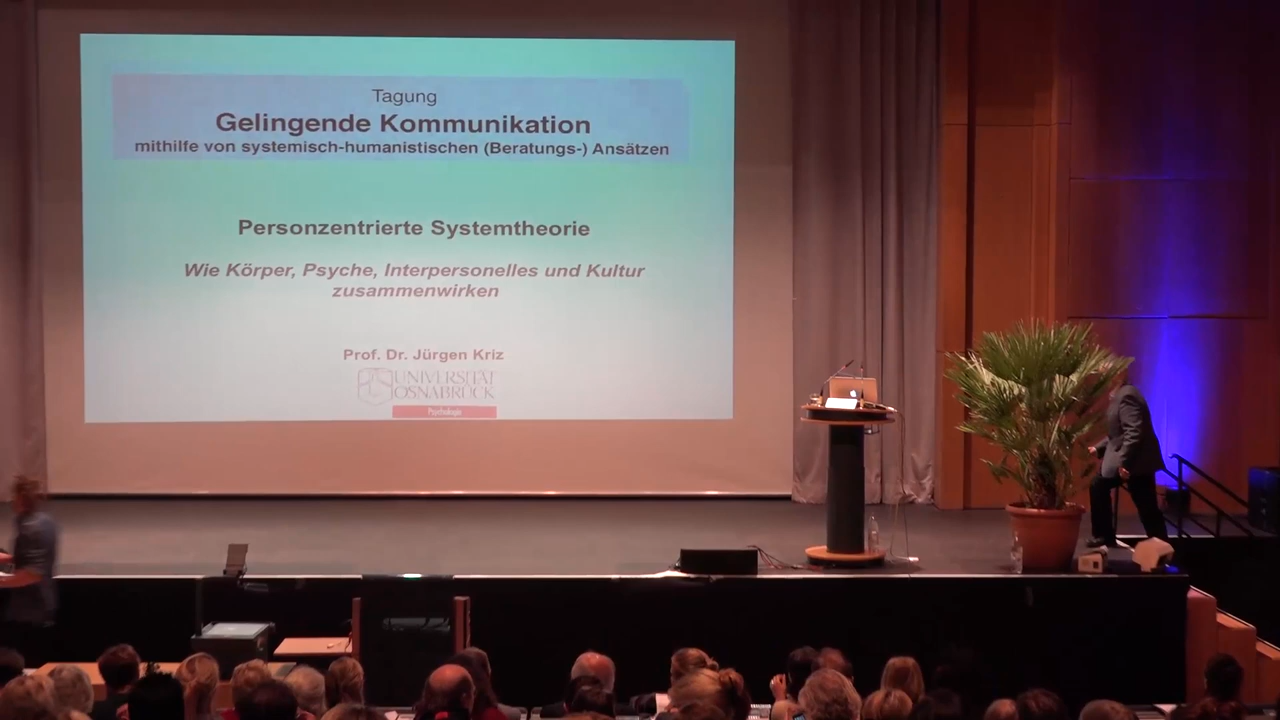 Tagung
Gelingende Kommunikation
mithilfe von systemisch-humanistischen (Beratungs-) Ansätzen
Personzentrierte Systemtheorie
Wie Körper, Psyche, Interpersonelles und Kultur
zusammenwirken
Prof. Dr. Jürgen Kriz
UNIVERSITÄT
OSNABRÜCK
Psychologie